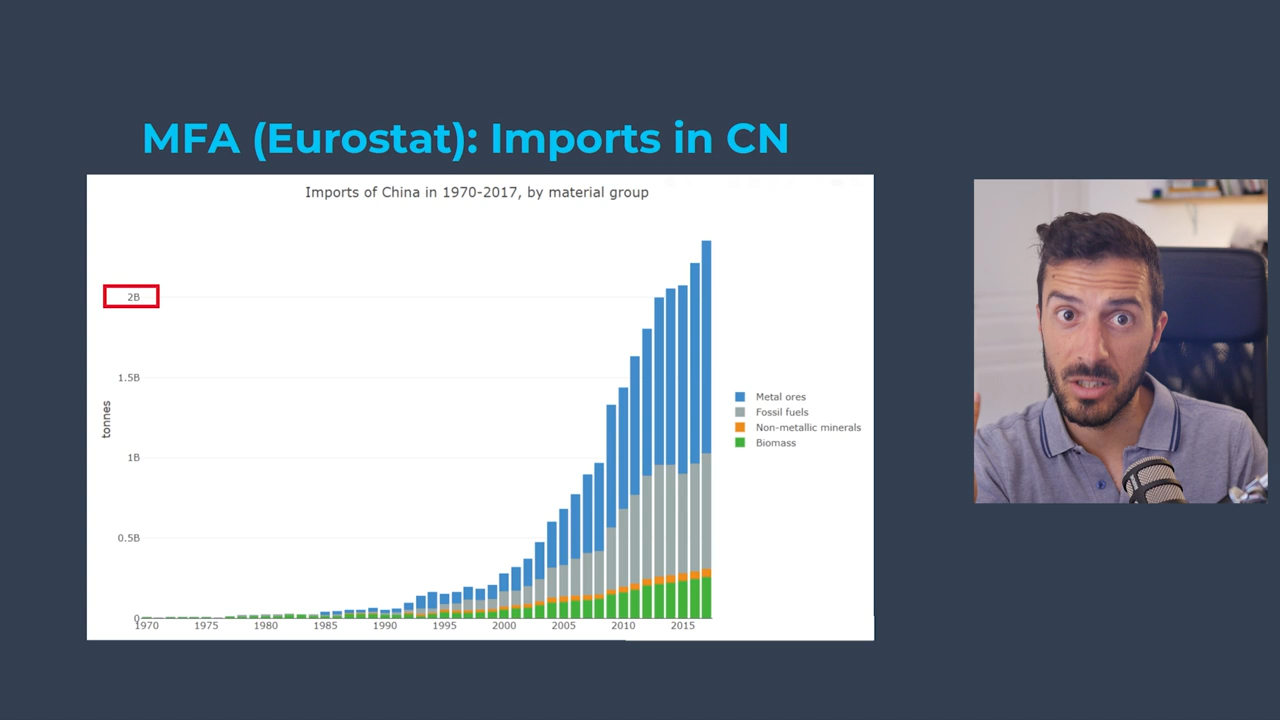 MFA (Eurostat): Imports in CN
Imports of China in 1970-2017, by material group
2B
1.5B
1B
0.5B
0
tonnes
Metal ores
Fossil fuels
Non-metallic minerals
Biomass
1970 1975 1980 1985 1990 1995 2000 2005 2010 2015